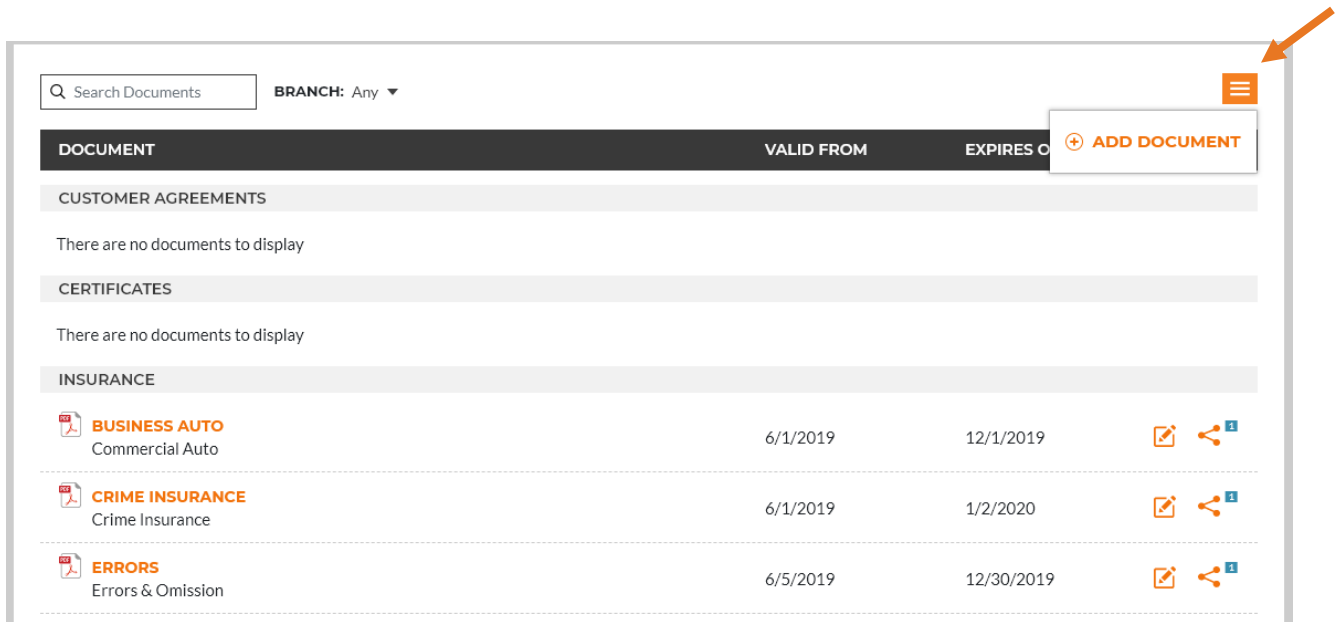 Search Documents BRANCH: Any
ADD DOCUMENT
DOCUMENT VALID FROM EXPIRES O
CUSTOMER AGREEMENTS
There are no documents to display
CERTIFICATES
There are no documents to display
INSURANCE
PDF BUSINESS AUTO
Commercial Auto 6/1/2019 12/1/2019 1
PDF CRIME INSURANCE
Crime Insurance 6/1/2019 1/2/2020 1
PDF ERRORS
Errors & Omission 6/5/2019 12/30/2019 1